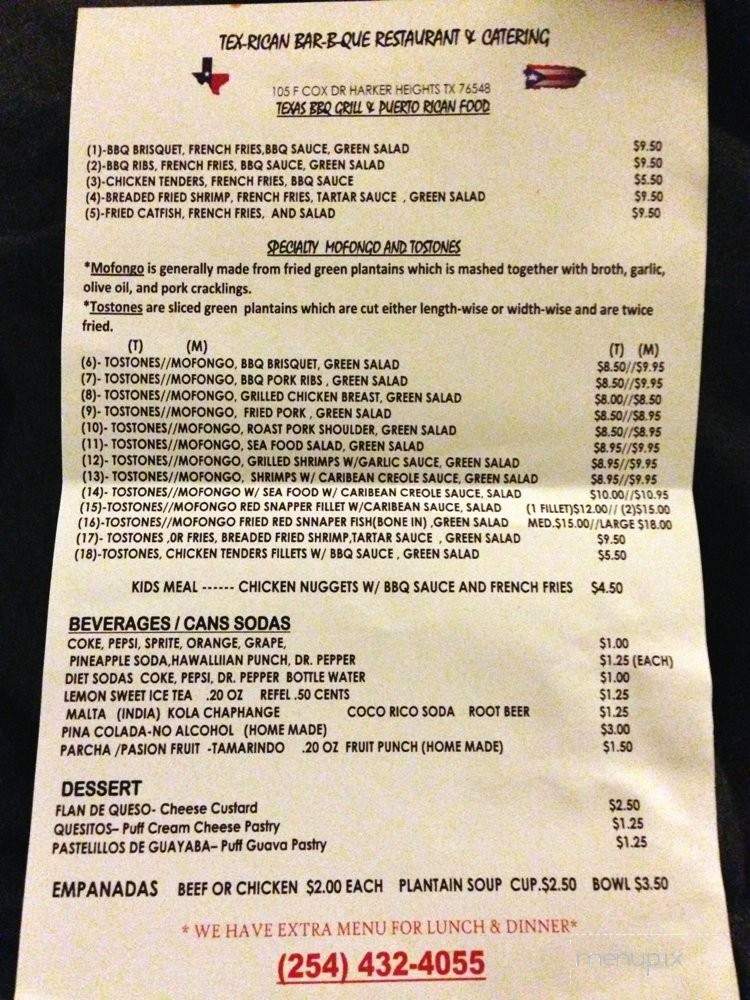 TEX-RICAN BAR-B-QUE RESTAURANT & CATERING
105 F COX DR HARKER HEIGHTS TX 76548
TEXAS BBQ GRILL & PUERTO RICAN FOOD
(1)-BBQ BRISQUET, FRENCH FRIES,BBQ SAUCE, GREEN SALAD $9.50
(2)-BBQ RIBS, FRENCH FRIES, BBQ SAUCE, GREEN SALAD $9.50
(3)-CHICKEN TENDERS, FRENCH FRIES, BBQ SAUCE $5.50
(4)-BREADED FRIED SHRIMP, FRENCH FRIES, TARTAR SAUCE , GREEN SALAD $9.50
(5)-FRIED CATFISH, FRENCH FRIES, AND SALAD $9.50
SPECIALTY MOFONGO AND TOSTONES
*Mofongo is generally made from fried green plantains which is mashed together with broth, garlic,
olive oil, and pork cracklings.
*Tostones are sliced green plantains which are cut either length-wise or width-wise and are twice
fried.
(T) (M) (T) (M)
(6)- TOSTONES//MOFONGO, BBQ BRISQUET, GREEN SALAD $8.50//$9.95
(7)- TOSTONES//MOFONGO, BBQ PORK RIBS , GREEN SALAD $8.50//$9.95
(8)- TOSTONES//MOFONGO, GRILLED CHICKEN BREAST, GREEN SALAD $8.00//$8.50
(9)- TOSTONES//MOFONGO, FRIED PORK , GREEN SALAD $8.50//$8.95
(10)- TOSTONES//MOFONGO, ROAST PORK SHOULDER, GREEN SALAD $8.50//$8.95
(11)- TOSTONES//MOFONGO, SEA FOOD SALAD, GREEN SALAD $8.95//$9.95
(12)- TOSTONES//MOFONGO, GRILLED SHRIMPS W/GARLIC SAUCE, GREEN SALAD $8.95//$9.95
(13)- TOSTONES//MOFONGO, SHRIMPS W/ CARIBEAN CREOLE SAUCE, GREEN SALAD $8.95//$9.95
(14)- TOSTONES//MOFONGO W/ SEA FOOD W/ CARIBEAN CREOLE SAUCE, SALAD $10.00//$10.95
(15)-TOSTONES//MOFONGO RED SNAPPER FILLET W/CARIBEAN SAUCE, SALAD (1 FILLET)$12.00// (2)$15.00
(16)-TOSTONES//MOFONGO FRIED RED SNNAPER FISH(BONE IN) ,GREEN SALAD MED.$15.00//LARGE $18.00
(17)- TOSTONES ,OR FRIES, BREADED FRIED SHRIMP,TARTAR SAUCE , GREEN SALAD $9.50
(18)-TOSTONES, CHICKEN TENDERS FILLETS W/ BBQ SAUCE , GREEN SALAD $5.50
KIDS MEAL ------ CHICKEN NUGGETS W/ BBQ SAUCE AND FRENCH FRIES $4.50
BEVERAGES / CANS SODAS
COKE, PEPSI, SPRITE, ORANGE, GRAPE, $1.00
PINEAPPLE SODA,HAWALLIIAN PUNCH, DR. PEPPER $1.25 (EACH)
DIET SODAS COKE, PEPSI, DR. PEPPER BOTTLE WATER $1.00
LEMON SWEET ICE TEA .20 OZ REFEL .50 CENTS $1.25
MALTA (INDIA) KOLA CHAPHANGE COCO RICO SODA ROOT BEER $1.25
PINA COLADA-NO ALCOHOL (HOME MADE) $3.00
PARCHA /PASION FRUIT -TAMARINDO .20 OZ FRUIT PUNCH (HOME MADE) $1.50
DESSERT
FLAN DE QUESO- Cheese Custard $2.50
QUESITOS– Puff Cream Cheese Pastry $1.25
PASTELILLOS DE GUAYABA– Puff Guava Pastry $1.25
EMPANADAS BEEF OR CHICKEN $2.00 EACH PLANTAIN SOUP CUP.$2.50 BOWL $3.50
* WE HAVE EXTRA MENU FOR LUNCH & DINNER*
(254) 432-4055
menupix